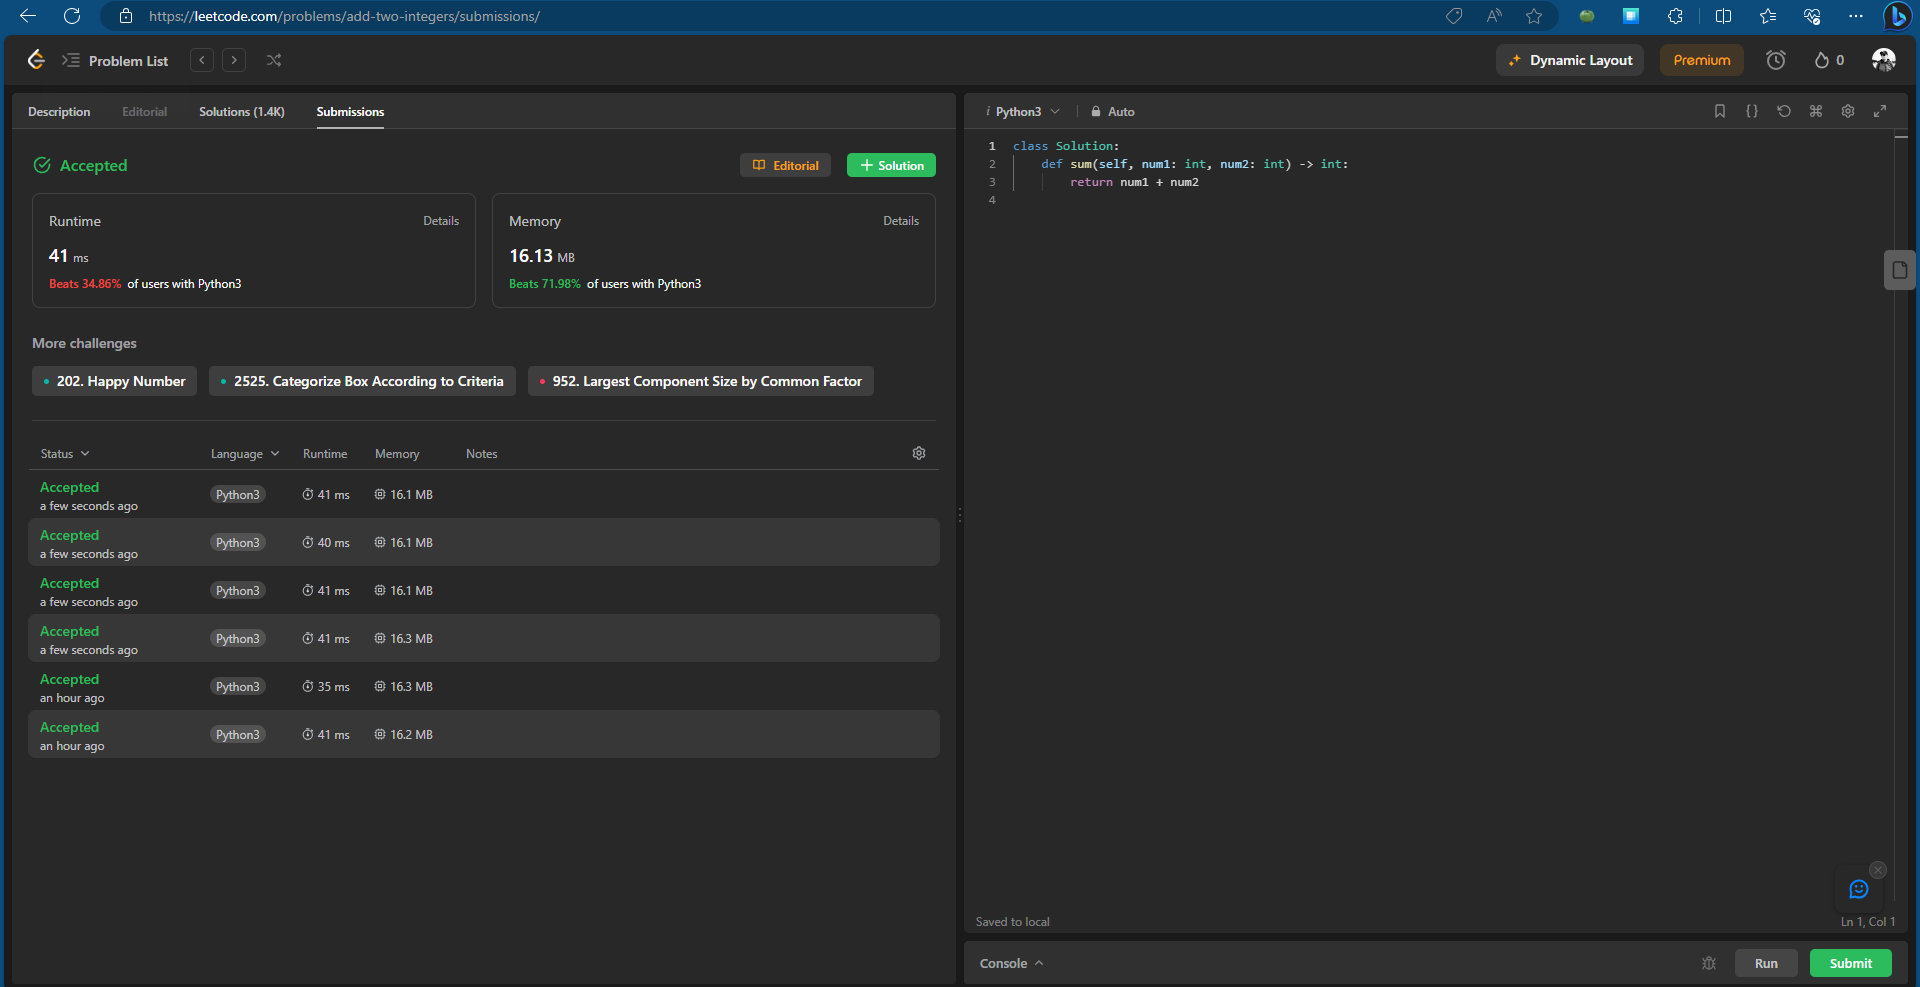 https://leetcode.com/problems/add-two-integers/submissions/
Problem List
Dynamic Layout
Premium
0
Description Editorial Solutions (1.4K) Submissions
Accepted
Editorial
Solution
Runtime Details
41 ms
Beats 34.86% of users with Python3
Memory Details
16.13 MB
Beats 71.98% of users with Python3
More challenges
202. Happy Number
2525. Categorize Box According to Criteria
952. Largest Component Size by Common Factor
Status Language Runtime Memory Notes
Accepted
a few seconds ago
Python3 41 ms 16.1 MB
Accepted
a few seconds ago
Python3 40 ms 16.1 MB
Accepted
a few seconds ago
Python3 41 ms 16.1 MB
Accepted
a few seconds ago
Python3 41 ms 16.3 MB
Accepted
an hour ago
Python3 35 ms 16.3 MB
Accepted
an hour ago
Python3 41 ms 16.2 MB
i Python3 Auto
1 class Solution:
2 def sum(self, num1: int, num2: int) -> int:
3 return num1 + num2
4
Saved to local
Ln 1, Col 1
Console
Run
Submit